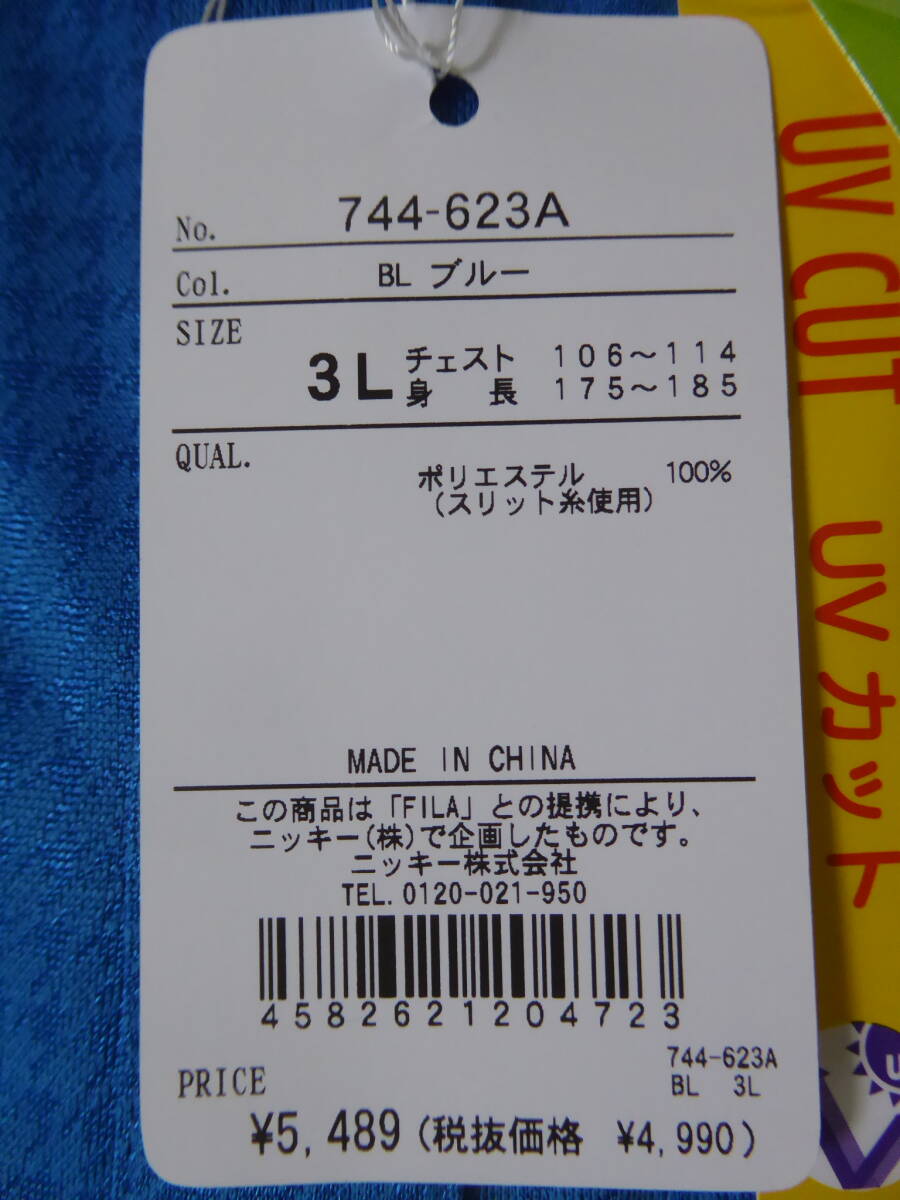 No. 744-623A
Col. BL ブルー
SIZE
3L チェスト 106～114
身長 175～185
QUAL.
ポリエステル 100%
(スリット糸使用)
MADE IN CHINA
この商品は「FILA」との提携により、
ニッキー(株)で企画したものです。
ニッキー株式会社
TEL. 0120-021-950
4582621204723
744-623A
BL 3L
PRICE
¥5,489 (税抜価格 ¥4,990)
UV CUT UVカット